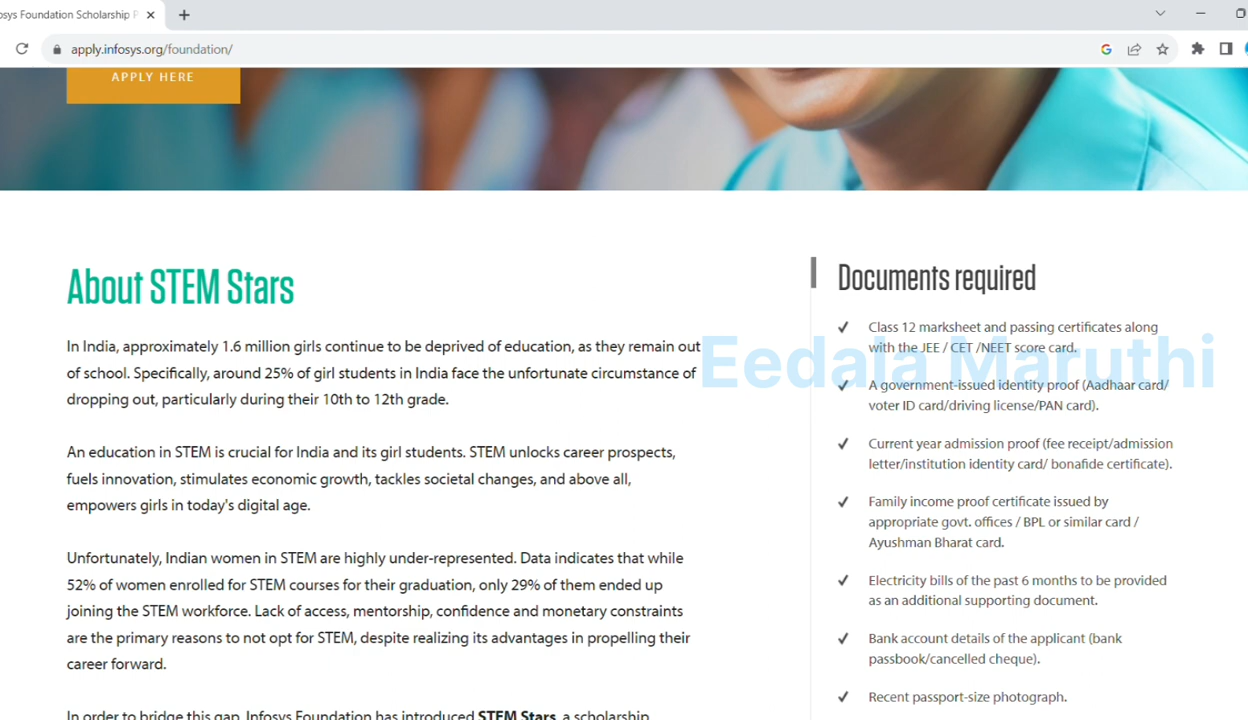 osys Foundation Scholarship P
apply.infosys.org/foundation/
APPLY HERE
About STEM Stars
In India, approximately 1.6 million girls continue to be deprived of education, as they remain out
of school. Specifically, around 25% of girl students in India face the unfortunate circumstance of
dropping out, particularly during their 10th to 12th grade.
An education in STEM is crucial for India and its girl students. STEM unlocks career prospects,
fuels innovation, stimulates economic growth, tackles societal changes, and above all,
empowers girls in today's digital age.
Unfortunately, Indian women in STEM are highly under-represented. Data indicates that while
52% of women enrolled for STEM courses for their graduation, only 29% of them ended up
joining the STEM workforce. Lack of access, mentorship, confidence and monetary constraints
are the primary reasons to not opt for STEM, despite realizing its advantages in propelling their
career forward.
In order to bridge this gap, Infosys Foundation has introduced STEM Stars, a scholarship
Documents required
Class 12 marksheet and passing certificates along
with the JEE / CET /NEET score card.
Eedala Maruthi
A government-issued identity proof (Aadhaar card/
voter ID card/driving license/PAN card).
Current year admission proof (fee receipt/admission
letter/institution identity card/ bonafide certificate).
Family income proof certificate issued by
appropriate govt. offices / BPL or similar card /
Ayushman Bharat card.
Electricity bills of the past 6 months to be provided
as an additional supporting document.
Bank account details of the applicant (bank
passbook/cancelled cheque).
Recent passport-size photograph.